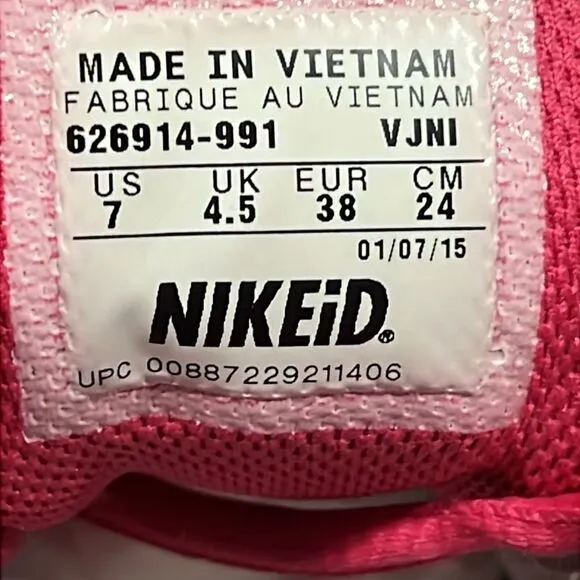 MADE IN VIETNAM
FABRIQUE AU VIETNAM
626914-991 VJNI
US UK EUR CM
7 4.5 38 24
01/07/15
NIKEiD®
UPC 00887229211406